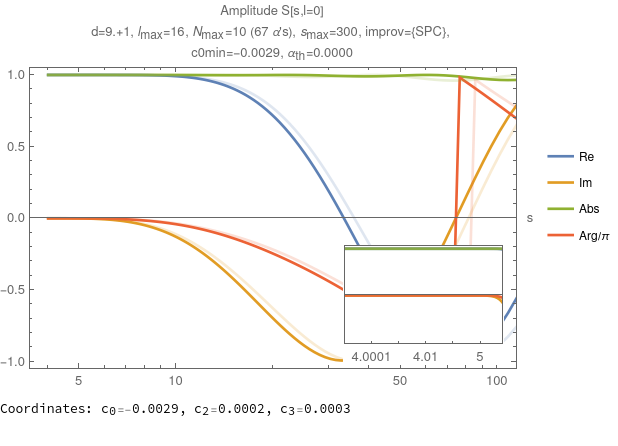 Amplitude S[s,l=0]
d=9.+1, lmax=16, Nmax=10 (67 α's), smax=300, improv={SPC},
c0min=−0.0029, αth=0.0000
1.0
0.5
0.0
−0.5
−1.0
s
Re
Im
Abs
Arg/π
4.0001 4.01 5
5 10 50 100
Coordinates: c0=−0.0029, c2=0.0002, c3=0.0003